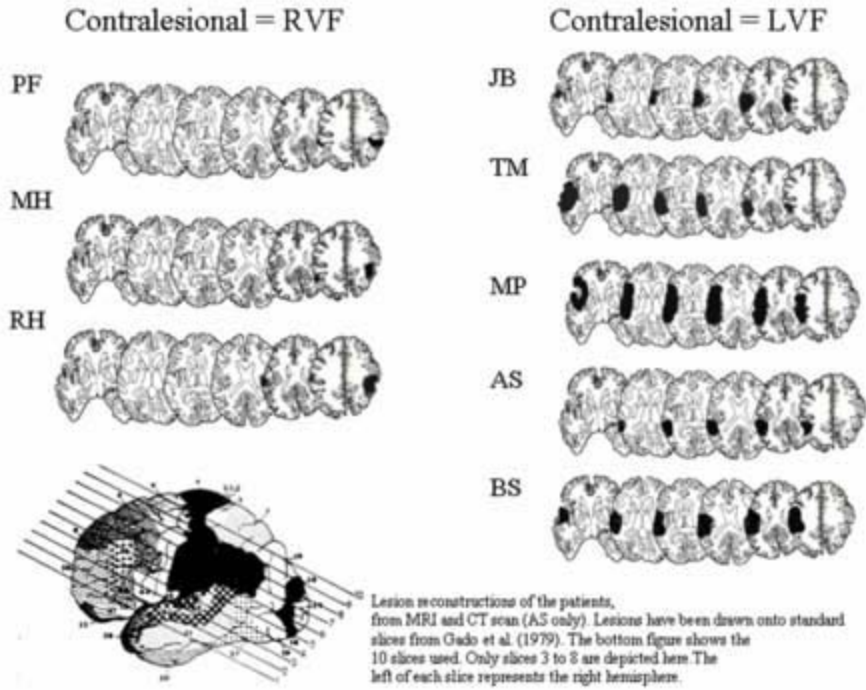 Contralesional = RVF
PF
MH
RH
Contralesional = LVF
JB
TM
MP
AS
BS
Lesion reconstructions of the patients,
from MRI and CT scan (AS only). Lesions have been drawn onto standard
slices from Gado et al. (1979). The bottom figure shows the
10 slices used. Only slices 3 to 8 are depicted here.The
left of each slice represents the right hemisphere.